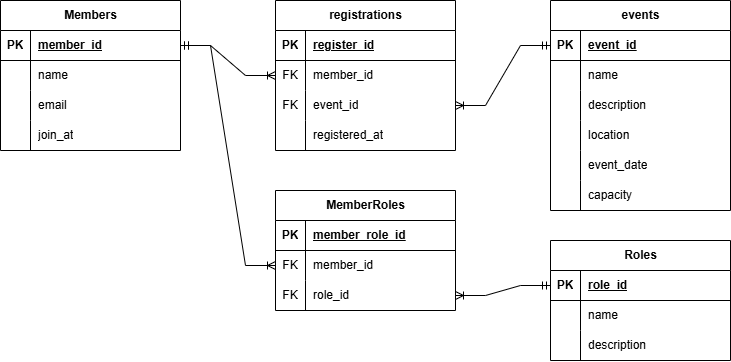 Members
PK member_id
name
email
join_at
registrations
PK register_id
FK member_id
FK event_id
registered_at
events
PK event_id
name
description
location
event_date
capacity
MemberRoles
PK member_role_id
FK member_id
FK role_id
Roles
PK role_id
name
description